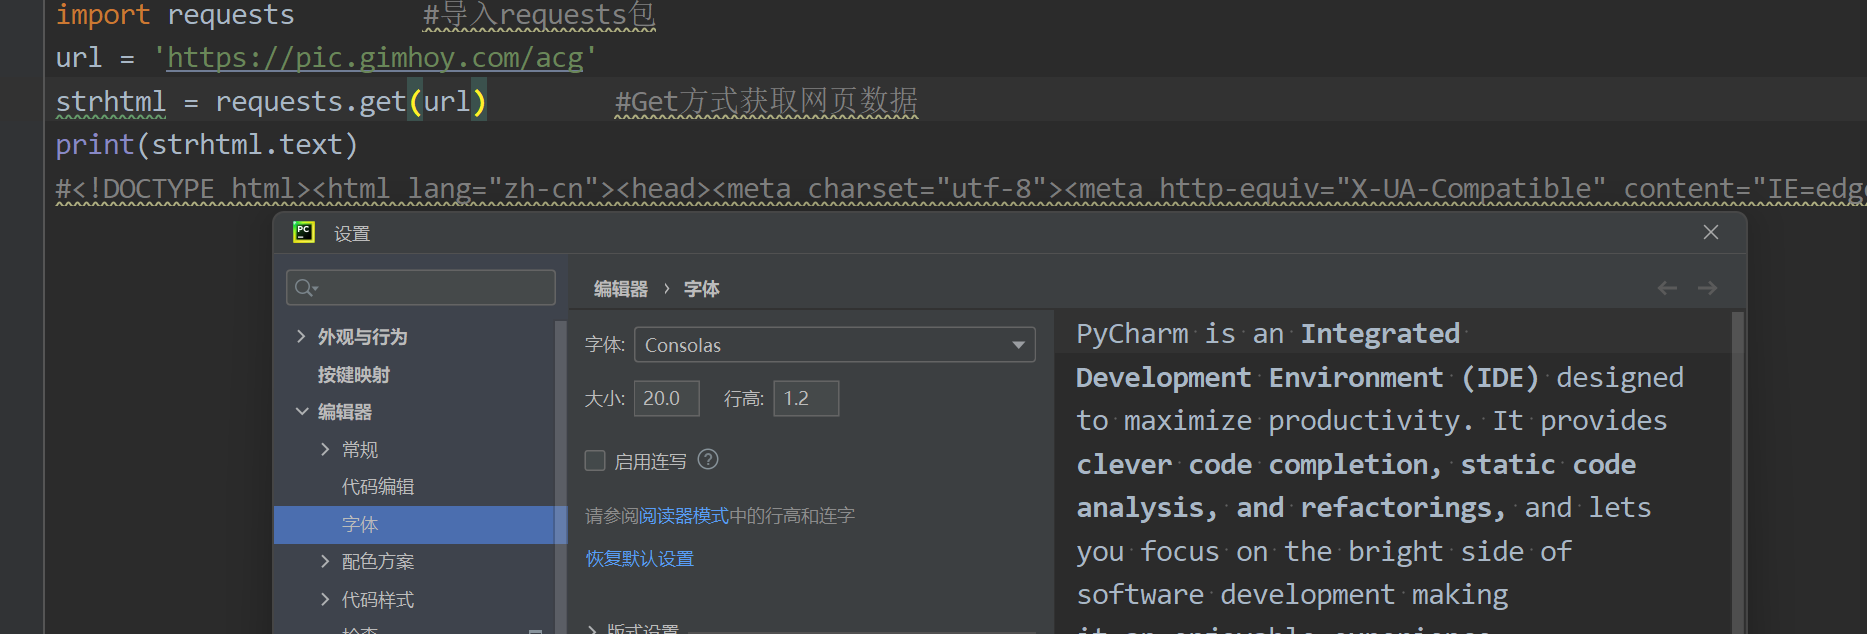 import requests #导入requests包
url = 'https://pic.gimhoy.com/acg'
strhtml = requests.get(url) #Get方式获取网页数据
print(strhtml.text)
#<!DOCTYPE html><html lang="zh-cn"><head><meta charset="utf-8"><meta http-equiv="X-UA-Compatible" content="IE=edge
PC
设置
编辑器 › 字体
外观与行为
按键映射
编辑器
常规
代码编辑
字体
配色方案
代码样式
检查
字体: Consolas
大小: 20.0 行高: 1.2
启用连写 ?
请参阅阅读器模式中的行高和连字
恢复默认设置
版式设置
PyCharm is an Integrated
Development Environment (IDE) designed
to maximize productivity. It provides
clever code completion, static code
analysis, and refactorings, and lets
you focus on the bright side of
software development making
it an enjoyable experience